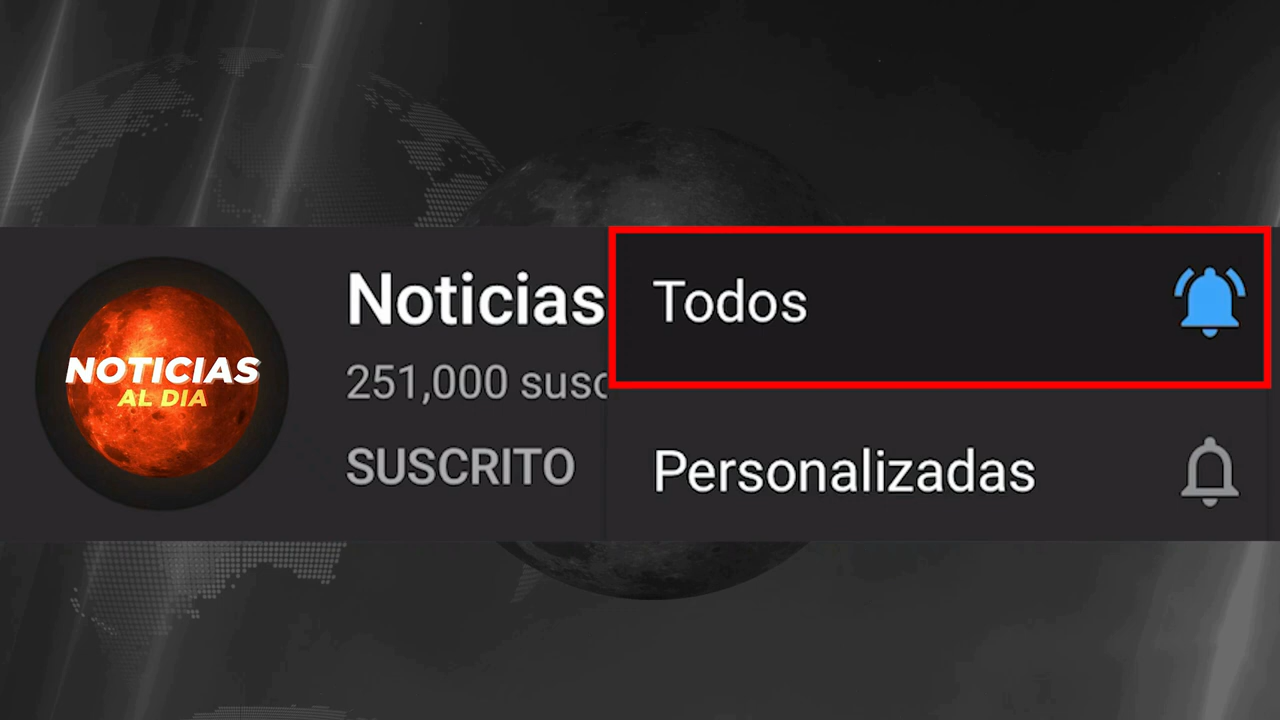 NOTICIAS
AL DIA
Noticias
251,000 susc
SUSCRITO
Todos
Personalizadas